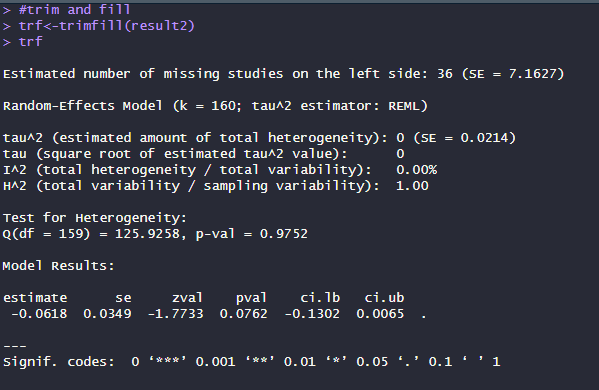 > #trim and fill
> trf<-trimfill(result2)
> trf
Estimated number of missing studies on the left side: 36 (SE = 7.1627)
Random-Effects Model (k = 160; tau^2 estimator: REML)
tau^2 (estimated amount of total heterogeneity): 0 (SE = 0.0214)
tau (square root of estimated tau^2 value):      0
I^2 (total heterogeneity / total variability):   0.00%
H^2 (total variability / sampling variability):  1.00
Test for Heterogeneity:
Q(df = 159) = 125.9258, p-val = 0.9752
Model Results:
estimate      se     zval    pval    ci.lb   ci.ub
 -0.0618  0.0349  -1.7733  0.0762  -0.1302  0.0065  .
---
Signif. codes:  0 ‘***’ 0.001 ‘**’ 0.01 ‘*’ 0.05 ‘.’ 0.1 ‘ ’ 1